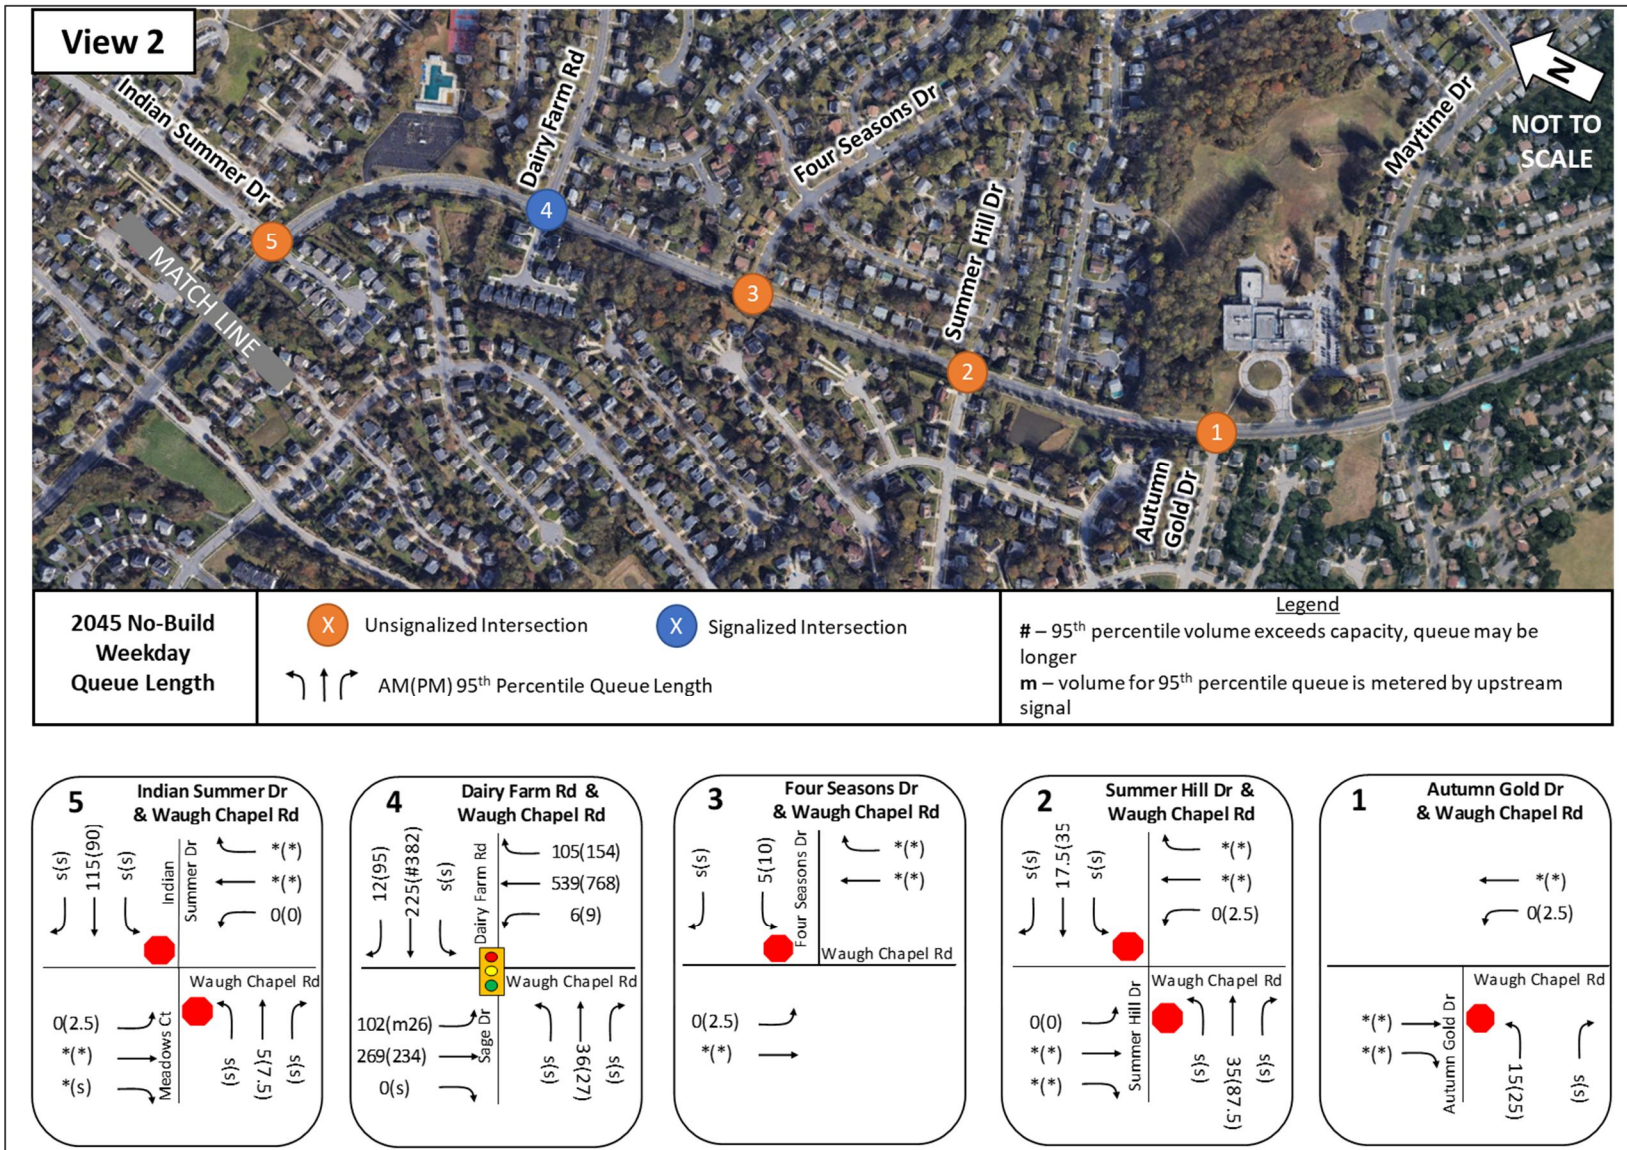 View 2
Indian Summer Dr
Dairy Farm Rd
Four Seasons Dr
Summer Hill Dr
Maytime Dr
N
NOT TO
SCALE
MATCH LINE
Autumn
Gold Dr
5
4
3
2
1
2045 No-Build
Weekday
Queue Length
X Unsignalized Intersection
X Signalized Intersection
AM(PM) 95th Percentile Queue Length
Legend
# – 95th percentile volume exceeds capacity, queue may be
longer
m – volume for 95th percentile queue is metered by upstream
signal
5
Indian Summer Dr
& Waugh Chapel Rd
s(s)
115(90)
s(s)
Indian
Summer Dr
*(*)
*(*)
0(0)
Waugh Chapel Rd
0(2.5)
*(*)
*(s)
Meadows Ct
s(s)
5(7.5)
s(s)
4
Dairy Farm Rd &
Waugh Chapel Rd
12(95)
225(#382)
s(s)
Dairy Farm Rd
105(154)
539(768)
6(9)
Waugh Chapel Rd
102(m26)
269(234)
0(s)
Sage Dr
s(s)
36(27)
s(s)
3
Four Seasons Dr
& Waugh Chapel Rd
s(s)
5(10)
Four Seasons Dr
*(*)
*(*)
Waugh Chapel Rd
0(2.5)
*(*)
2
Summer Hill Dr &
Waugh Chapel Rd
s(s)
17.5(35
s(s)
*(*)
*(*)
0(2.5)
Waugh Chapel Rd
0(0)
*(*)
*(*)
Summer Hill Dr
s(s)
35(87.5)
s(s)
1
Autumn Gold Dr
& Waugh Chapel Rd
*(*)
0(2.5)
Waugh Chapel Rd
*(*)
*(*)
Autumn Gold Dr
15(25)
s(s)